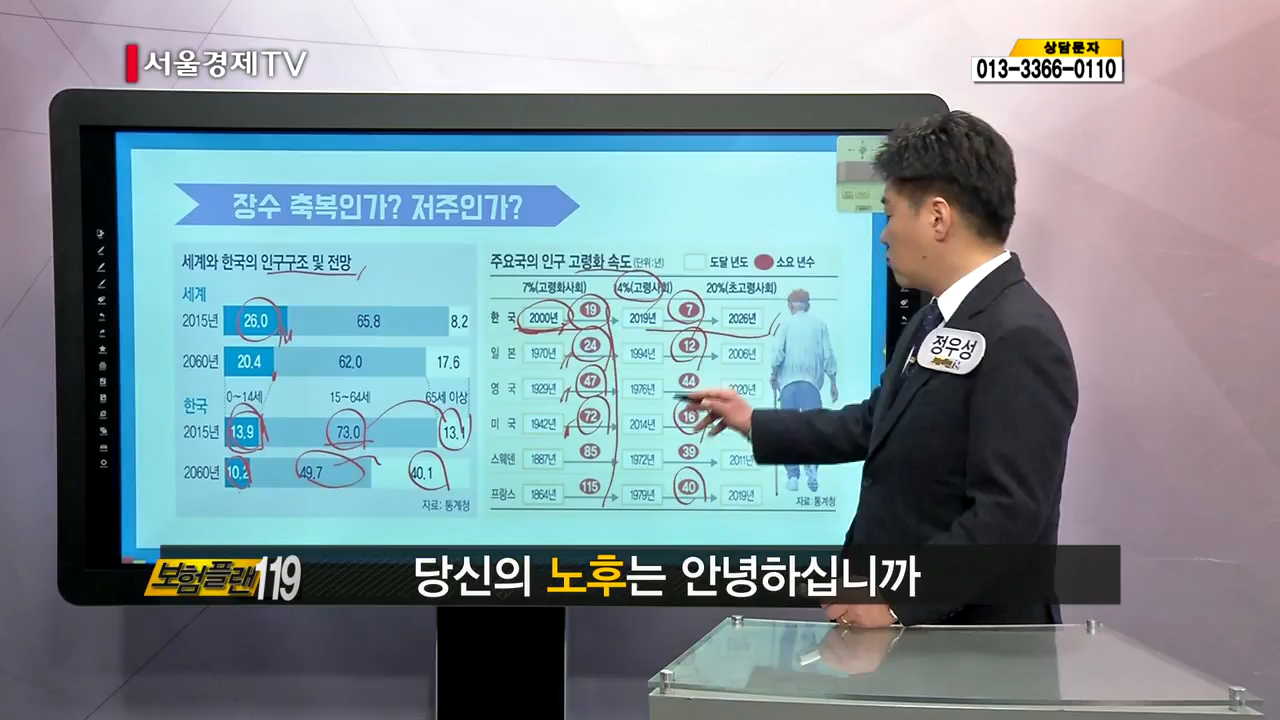 서울경제TV
상담문자
013-3366-0110
장수 축복인가? 저주인가?
세계와 한국의 인구구조 및 전망
세계
2015년 26.0 65.8 8.2
2060년 20.4 62.0 17.6
0~14세 15~64세 65세 이상
한국
2015년 13.9 73.0 13.1
2060년 10.2 49.7 40.1
자료: 통계청
주요국의 인구 고령화 속도 (단위:년) 도달 년도 소요 년수
7%(고령화사회) 14%(고령사회) 20%(초고령사회)
한 국 2000년 19 2019년 7 2026년
일 본 1970년 24 1994년 12 2006년
영 국 1929년 47 1976년 44 2020년
미 국 1942년 72 2014년 16
스웨덴 1887년 85 1972년 39 2011년
프랑스 1864년 115 1979년 40 2019년
자료: 통계청
정우성
보험플랜119
당신의 노후는 안녕하십니까